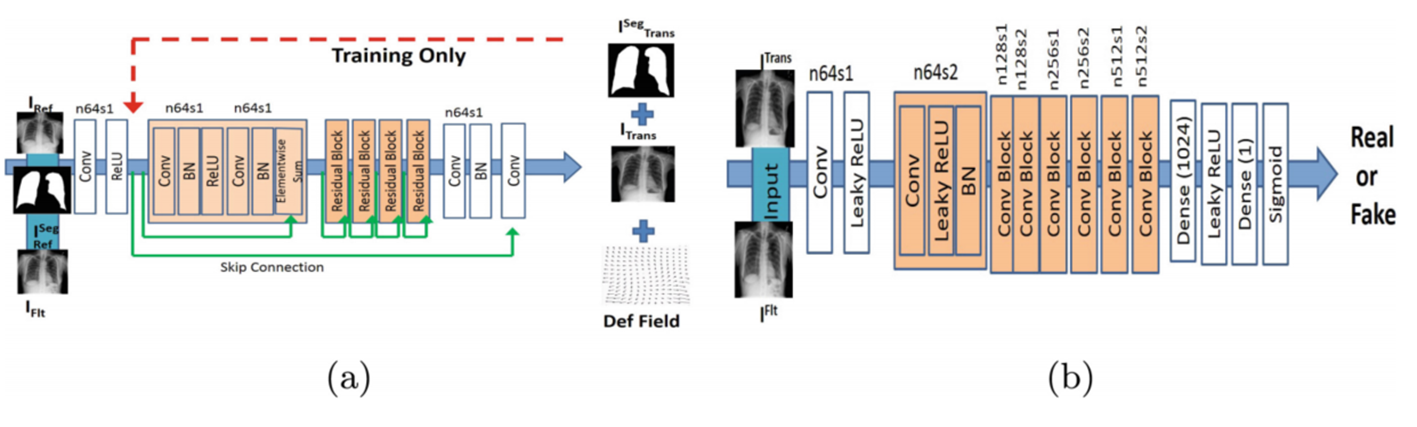 I Ref
n64s1
Conv
ReLU
Training Only
n64s1
n64s1
Conv
BN
ReLU
Conv
BN
Elementwise
Sum
Residual Block
Residual Block
Residual Block
Residual Block
n64s1
Conv
BN
Conv
Skip Connection
I Seg Ref
I Flt
I Seg Trans
I Trans
Def Field
(a)
I Trans
Input
I Flt
n64s1
Conv
Leaky ReLU
n64s2
Conv
Leaky ReLU
BN
n128s1
n128s2
n256s1
n256s2
n512s1
n512s2
Conv Block
Conv Block
Conv Block
Conv Block
Conv Block
Conv Block
Dense (1024)
Leaky ReLU
Dense (1)
Sigmoid
Real
or
Fake
(b)